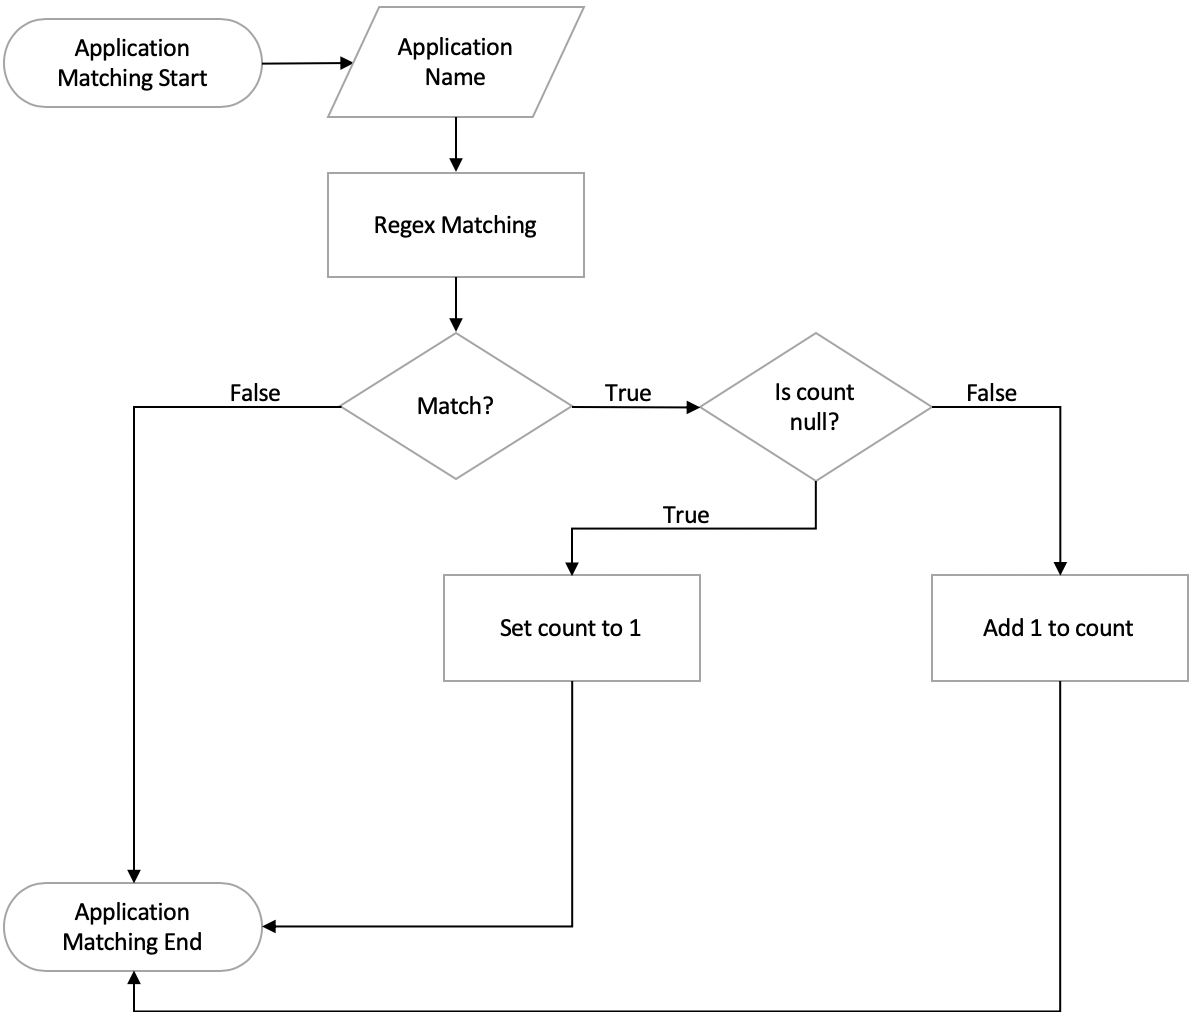 Application
Matching Start
Application
Name
Regex Matching
False
Match?
True
Is count
null?
False
True
Set count to 1
Add 1 to count
Application
Matching End